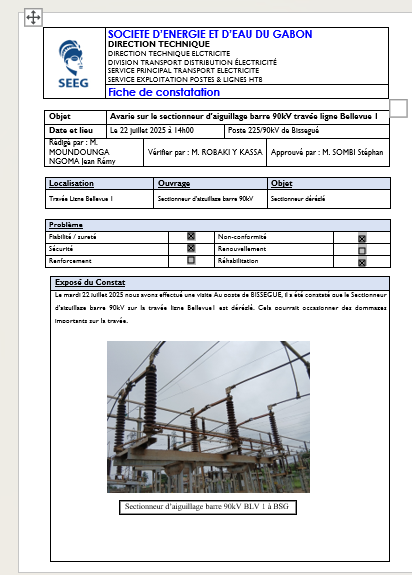 SEEG
SOCIETE D'ENERGIE ET D'EAU DU GABON
DIRECTION TECHNIQUE
DIRECTION TECHNIQUE ELCTRICITE
DIVISION TRANSPORT DISTRIBUTION ÉLECTRICITÉ
SERVICE PRINCIPAL TRANSPORT ELECTRICITE
SERVICE EXPLOITATION POSTES & LIGNES HTB
Fiche de constatation
Objet Avarie sur le sectionneur d'aiguillage barre 90kV travée ligne Bellevue 1
Date et lieu Le 22 juillet 2025 à 14h00 Poste 225/90kV de Bissegué
Rédigé par : M.
MOUNDOUNGA
NGOMA Jean Rémy
Vérifier par : M. ROBAKI Y KASSA
Approuvé par : M. SOMBI Stéphan
Localisation Ouvrage Objet
Travée Ligne Bellevue 1 Sectionneur d'aiguillage barre 90kV Sectionneur déréglé
Problème
Fiabilité / sureté Non-conformité
Sécurité Renouvellement
Renforcement Réhabilitation
Exposé du Constat
Le mardi 22 juillet 2025 nous avons effectué une visite Au poste de BISSEGUE, il a été constaté que le Sectionneur
d'aiguillage barre 90kV sur la travée ligne Bellevue1 est déréglé. Cela pourrait occasionner des dommages
importants sur la travée.
Sectionneur d'aiguillage barre 90kV BLV 1 à BSG